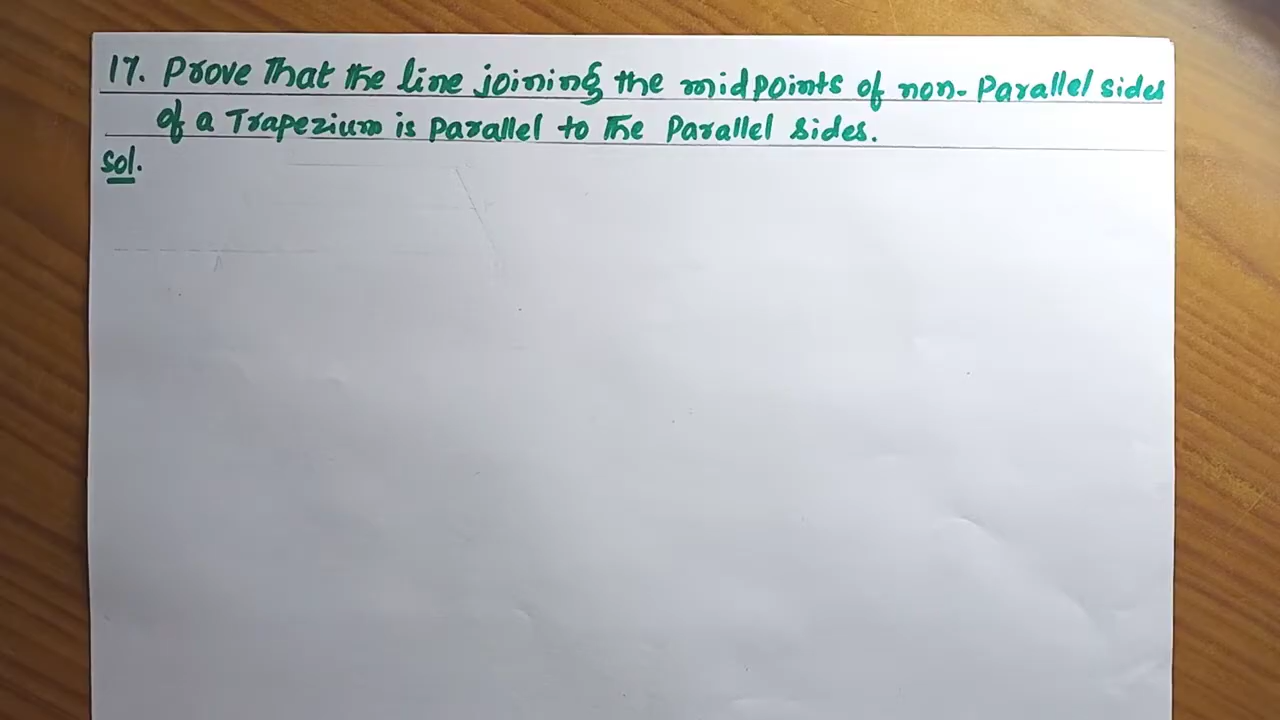 17. Prove That the line joining the midpoints of non-Parallel sides
of a Trapezium is parallel to The Parallel sides.
Sol.